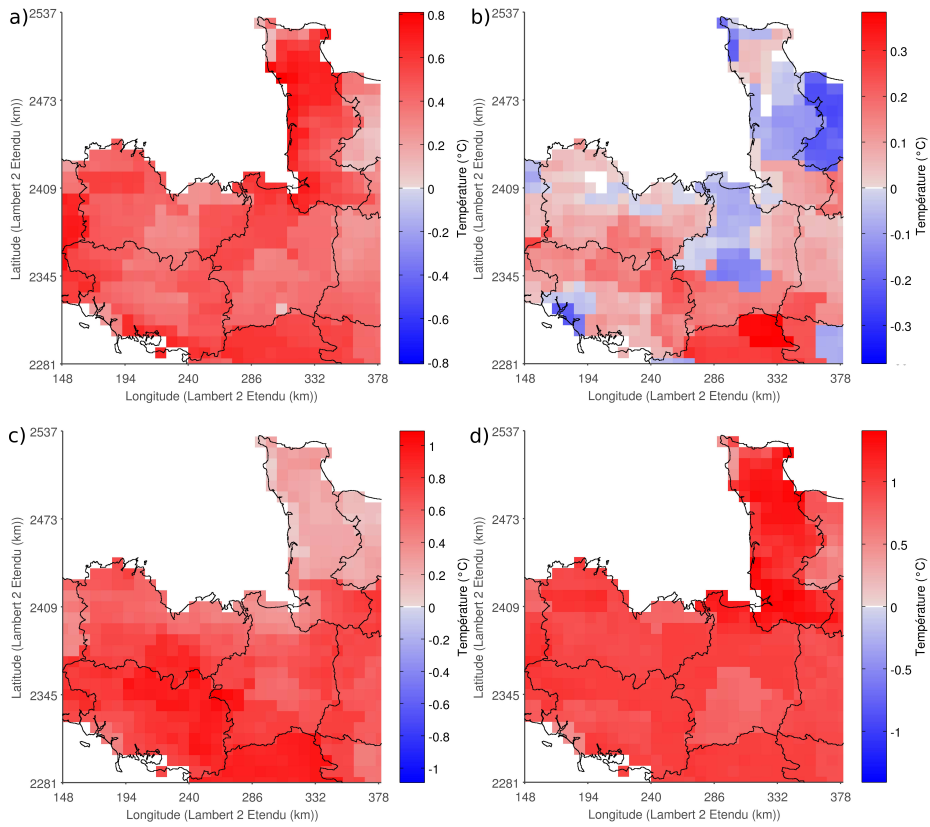 a)
2537
2473
2409
2345
2281
148 194 240 286 332 378
Longitude (Lambert 2 Etendu (km))
Latitude (Lambert 2 Etendu (km))
0.8
0.6
0.4
0.2
0
-0.2
-0.4
-0.6
-0.8
Température (°C)
b)
2537
2473
2409
2345
2281
148 194 240 286 332 378
Longitude (Lambert 2 Etendu (km))
Latitude (Lambert 2 Etendu (km))
0.3
0.2
0.1
0
-0.1
-0.2
-0.3
Température (°C)
c)
2537
2473
2409
2345
2281
148 194 240 286 332 378
Longitude (Lambert 2 Etendu (km))
Latitude (Lambert 2 Etendu (km))
1
0.8
0.6
0.4
0.2
0
-0.2
-0.4
-0.6
-0.8
-1
Température (°C)
d)
2537
2473
2409
2345
2281
148 194 240 286 332 378
Longitude (Lambert 2 Etendu (km))
Latitude (Lambert 2 Etendu (km))
1
0.5
0
-0.5
-1
Température (°C)